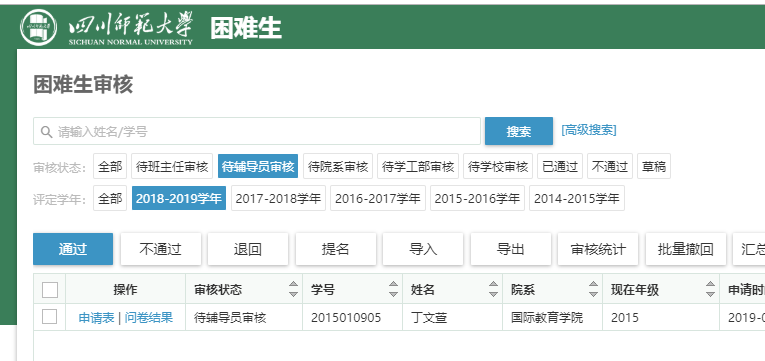 四川师范大学 困难生
SICHUAN NORMAL UNIVERSITY
困难生审核
请输入姓名/学号 搜索 [高级搜索]
审核状态: 全部 待班主任审核 待辅导员审核 待院系审核 待学工部审核 待学校审核 已通过 不通过 草稿
评定学年: 全部 2018-2019学年 2017-2018学年 2016-2017学年 2015-2016学年 2014-2015学年
通过 不通过 退回 提名 导入 导出 审核统计 批量撤回 汇总
操作 审核状态 学号 姓名 院系 现在年级 申请时
申请表 | 问卷结果 待辅导员审核 2015010905 丁文萱 国际教育学院 2015 2019-0